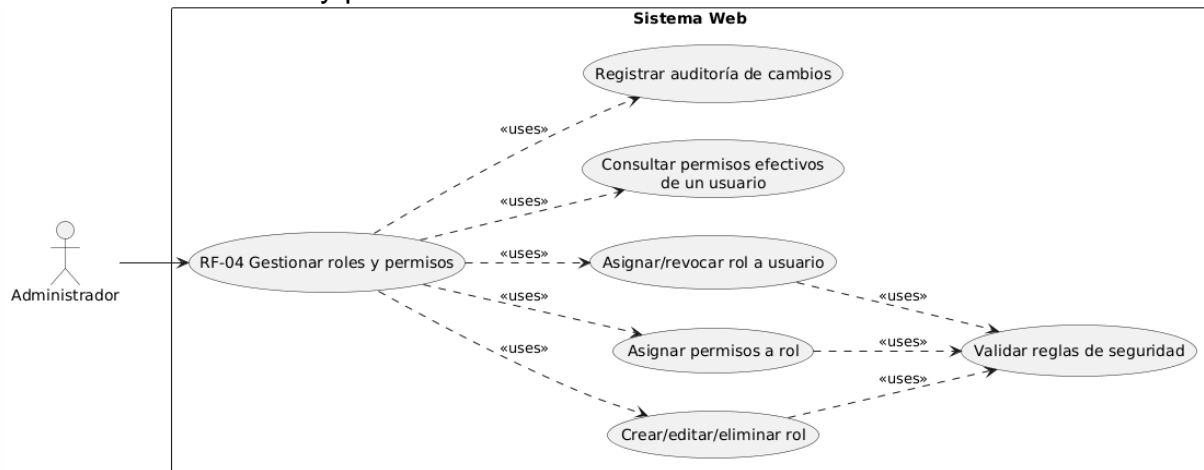 Sistema Web
Registrar auditoría de cambios
«uses»
Consultar permisos efectivos
de un usuario
«uses»
RF-04 Gestionar roles y permisos
«uses»
Asignar/revocar rol a usuario
Administrador
«uses»
«uses»
Asignar permisos a rol
«uses»
Validar reglas de seguridad
«uses»
«uses»
Crear/editar/eliminar rol